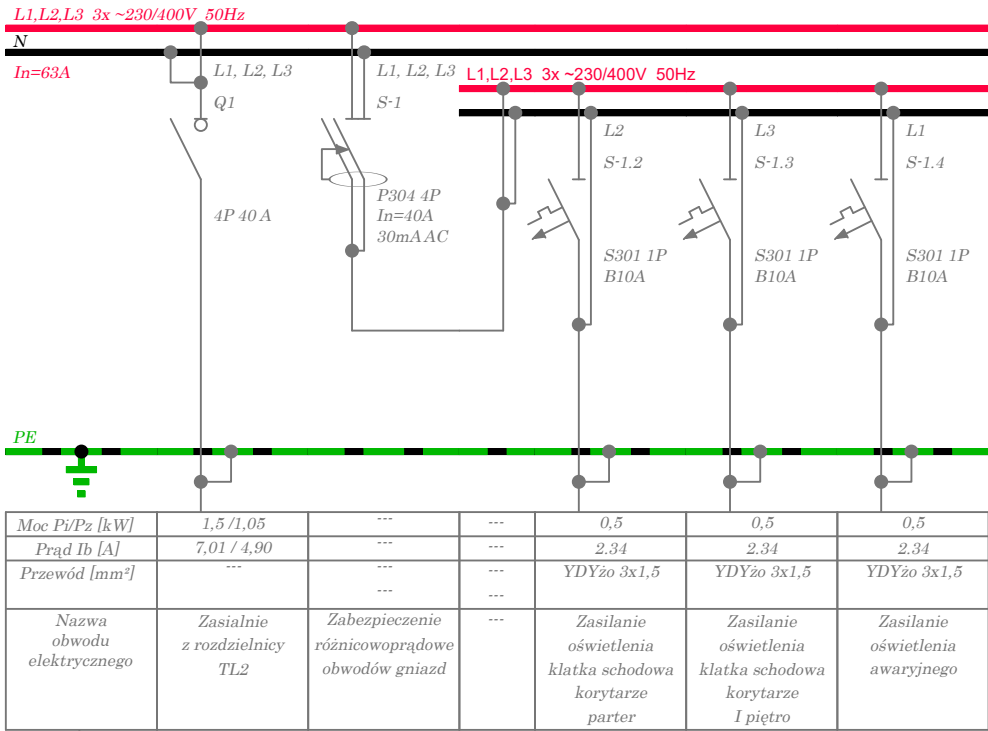 L1,L2,L3 3x ~230/400V 50Hz
N
In=63A
L1, L2, L3
Q1
4P 40 A
L1, L2, L3
S-1
P304 4P
In=40A
30mA AC
L1,L2,L3 3x ~230/400V 50Hz
L2
S-1.2
S301 1P
B10A
L3
S-1.3
S301 1P
B10A
L1
S-1.4
S301 1P
B10A
PE
Moc Pi/Pz [kW] 1,5 /1,05 --- --- 0,5 0,5 0,5
Prąd Ib [A] 7,01 / 4,90 --- --- 2.34 2.34 2.34
Przewód [mm²] --- --- --- YDYżo 3x1,5 YDYżo 3x1,5 YDYżo 3x1,5
--- ---
Nazwa
obwodu
elektrycznego
Zasialnie
z rozdzielnicy
TL2
Zabezpieczenie
różnicowoprądowe
obwodów gniazd
---
Zasilanie
oświetlenia
klatka schodowa
korytarze
parter
Zasilanie
oświetlenia
klatka schodowa
korytarze
I piętro
Zasilanie
oświetlenia
awaryjnego